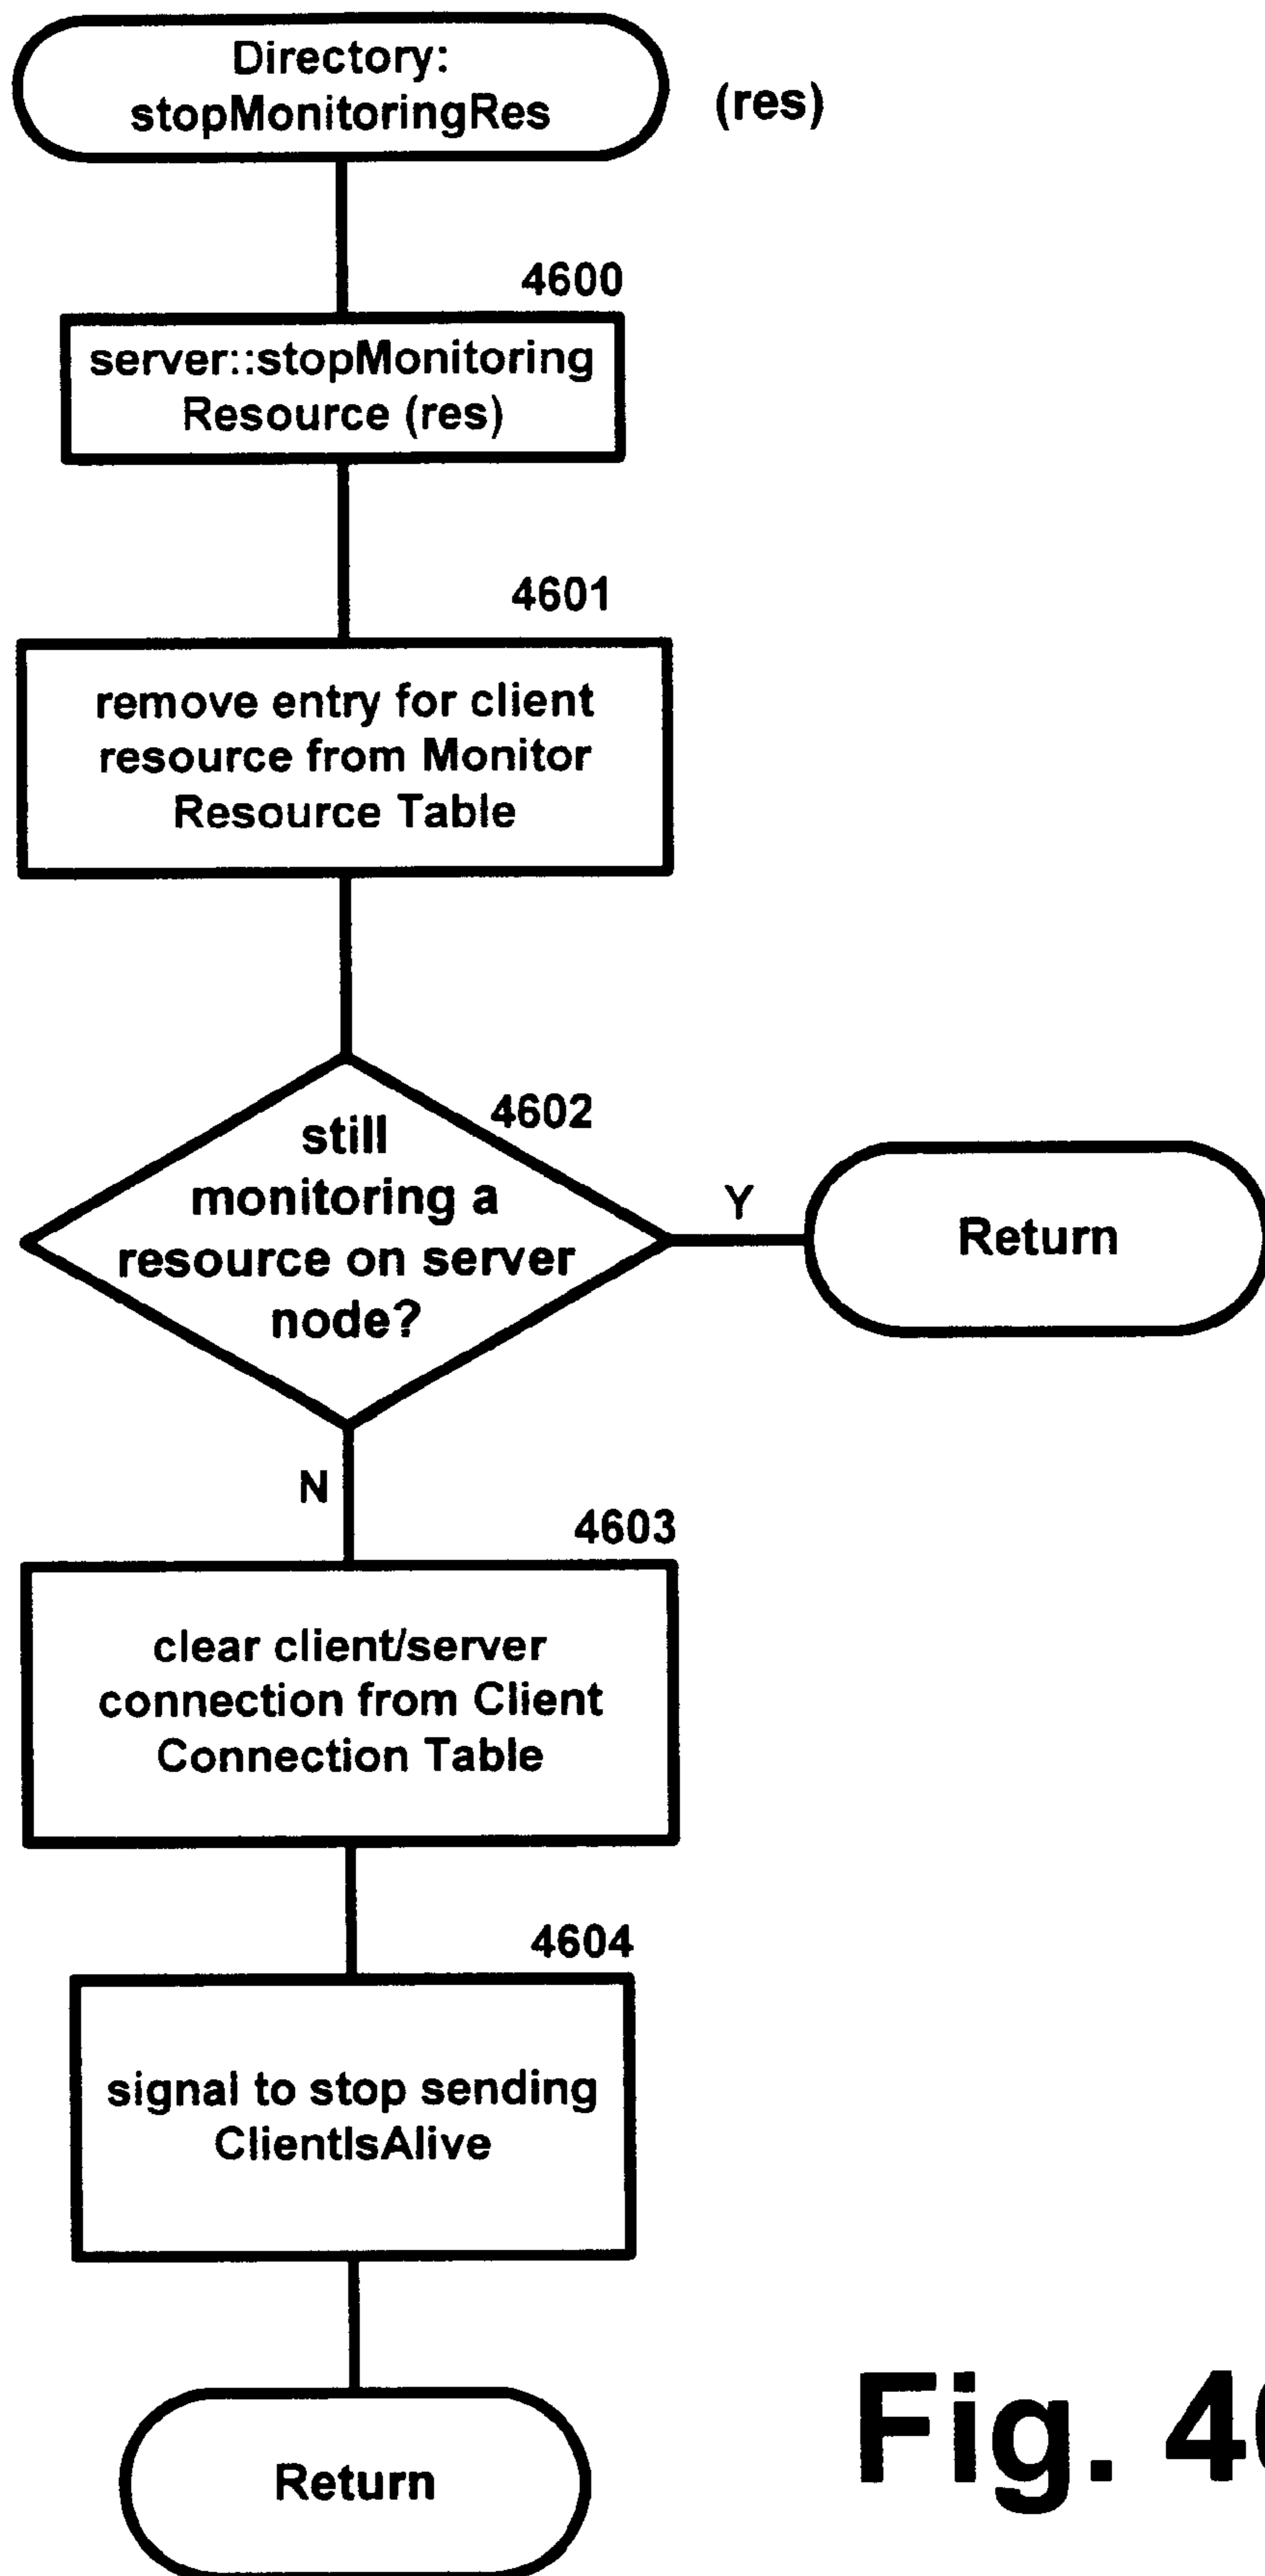 Directory:
stopMonitoringRes
(res)
4600
server::stopMonitoring
Resource (res)
4601
remove entry for client
resource from Monitor
Resource Table
4602
still
monitoring a
resource on server
node?
Y
Return
N
4603
clear client/server
connection from Client
Connection Table
4604
signal to stop sending
ClientIsAlive
Return
Fig.